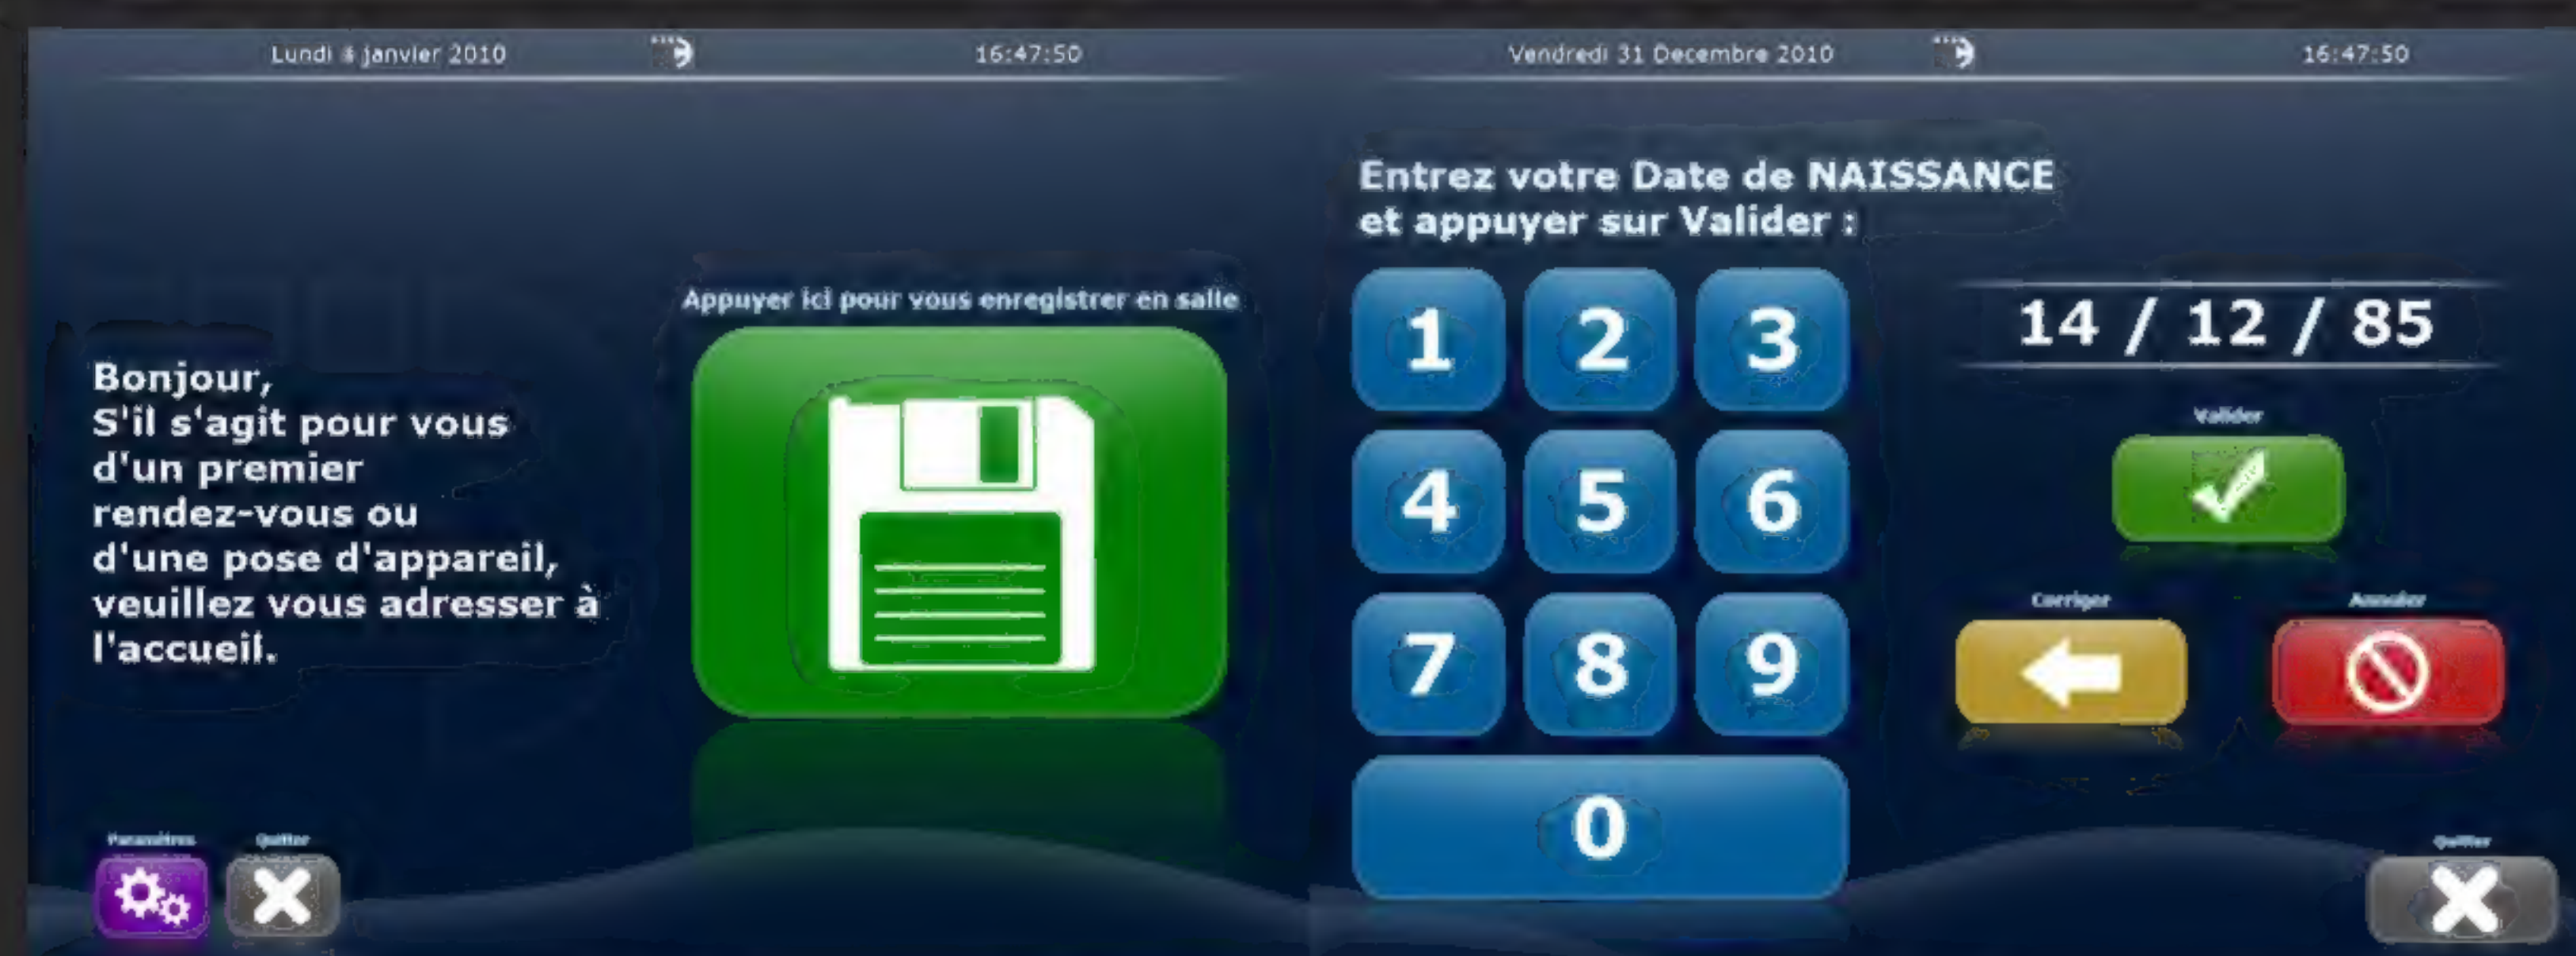 Lundi janvier 2010
16:47:50
Appuyer ici pour vous enregistrer en salle
Bonjour,
S'il s'agit pour vous
d'un premier
rendez-vous ou
d'une pose d'appareil,
veuillez vous adresser à
l'accueil.
Paramètres
Quitter
Vendredi 31 Decembre 2010
16:47:50
Entrez votre Date de NAISSANCE
et appuyer sur Valider :
1 2 3
4 5 6
7 8 9
0
14 / 12 / 85
Valider
Corriger
Annuler
Quitter